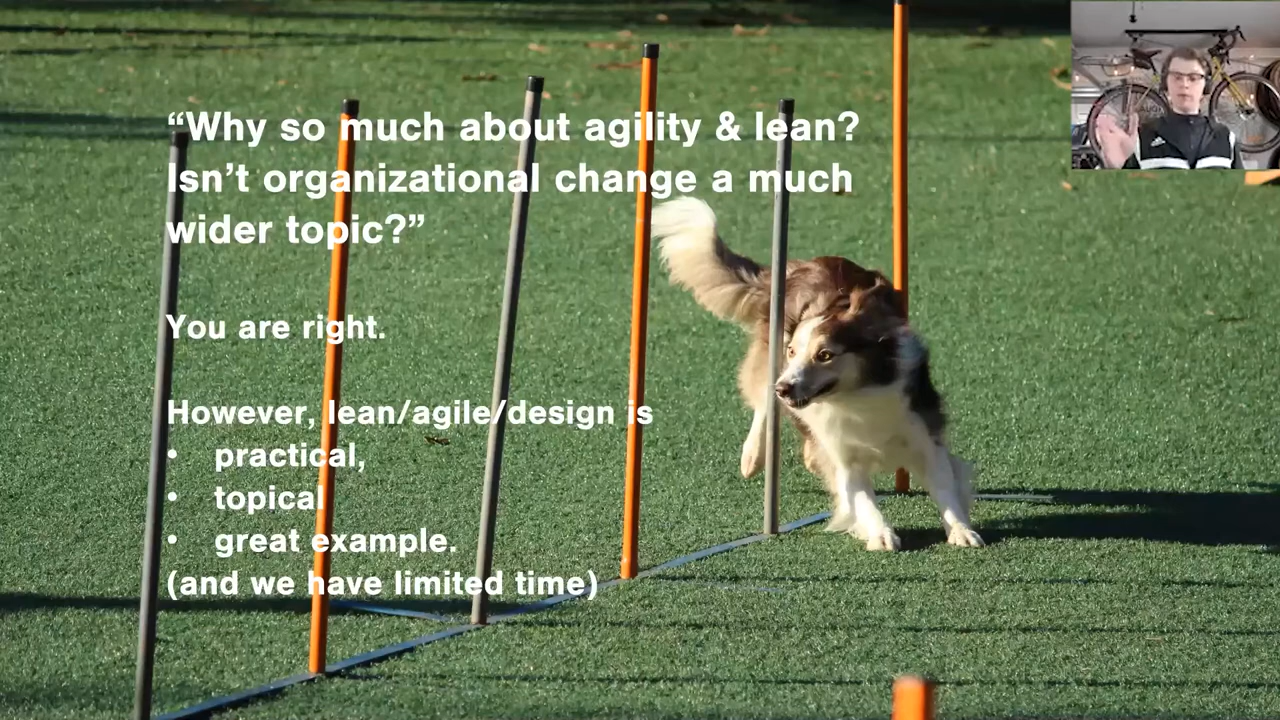 “Why so much about agility & lean?
Isn’t organizational change a much
wider topic?”
You are right.
However, lean/agile/design is
• practical,
• topical
• great example.
(and we have limited time)